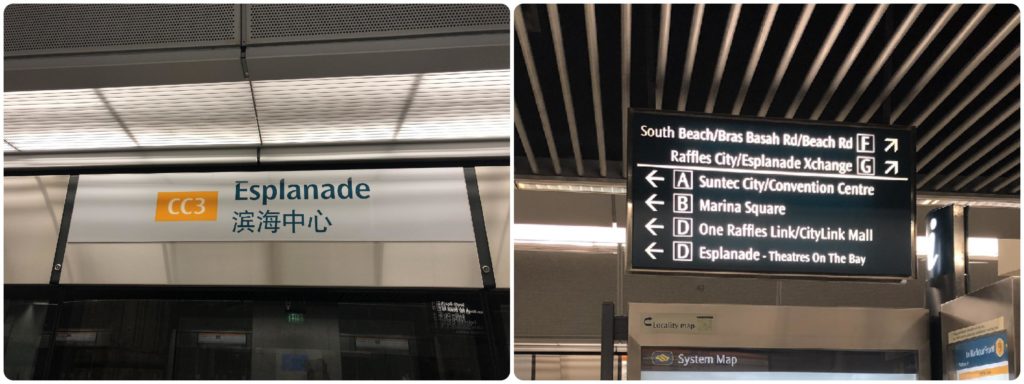 CC3
Esplanade
滨海中心
South Beach/Bras Basah Rd/Beach Rd F ↗
Raffles City/Esplanade Xchange G ↗
← A Suntec City/Convention Centre
← B Marina Square
← D One Raffles Link/CityLink Mall
← D Esplanade - Theatres On The Bay
i
Locality map
System Map
HarbourFront